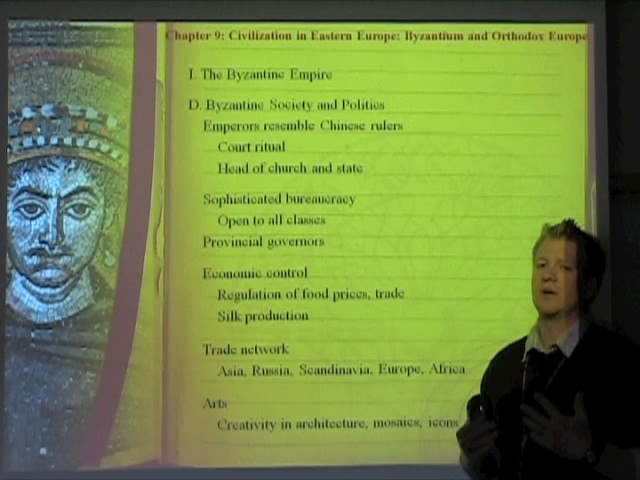 Chapter 9: Civilization in Eastern Europe: Byzantium and Orthodox Europe
I. The Byzantine Empire
D. Byzantine Society and Politics
Emperors resemble Chinese rulers
Court ritual
Head of church and state
Sophisticated bureaucracy
Open to all classes
Provincial governors
Economic control
Regulation of food prices, trade
Silk production
Trade network
Asia, Russia, Scandinavia, Europe, Africa
Arts
Creativity in architecture, mosaics, icons